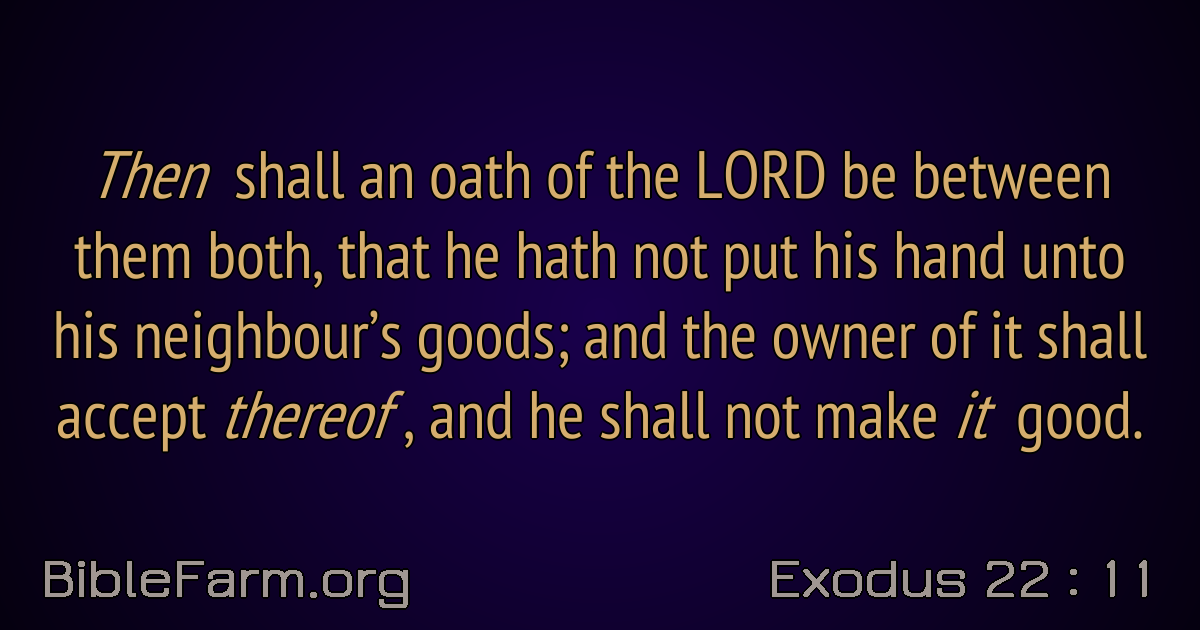 Then shall an oath of the LORD be between
them both, that he hath not put his hand unto
his neighbour’s goods; and the owner of it shall
accept thereof , and he shall not make it good.
BibleFarm.org
Exodus 22 : 11